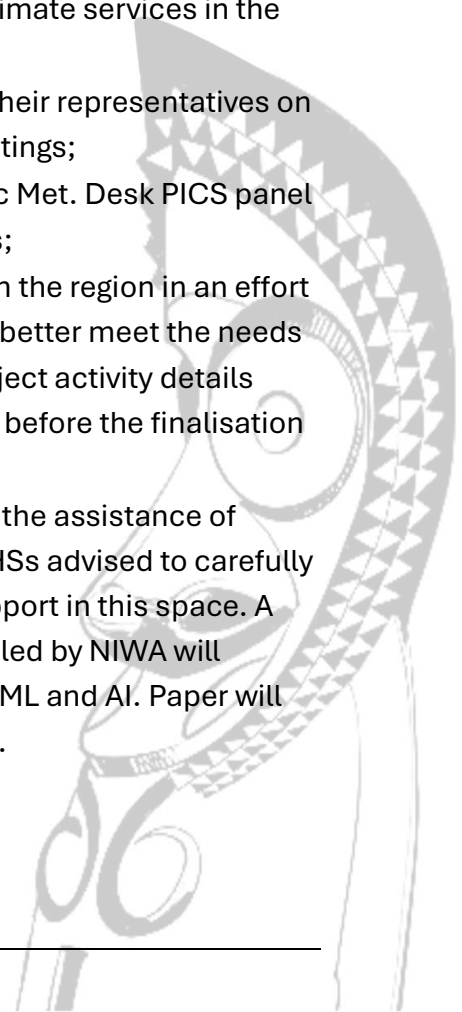 imate services in the
heir representatives on
tings;
c Met. Desk PICS panel
s;
n the region in an effort
better meet the needs
ject activity details
before the finalisation
the assistance of
HSs advised to carefully
pport in this space. A
led by NIWA will
ML and AI. Paper will
.